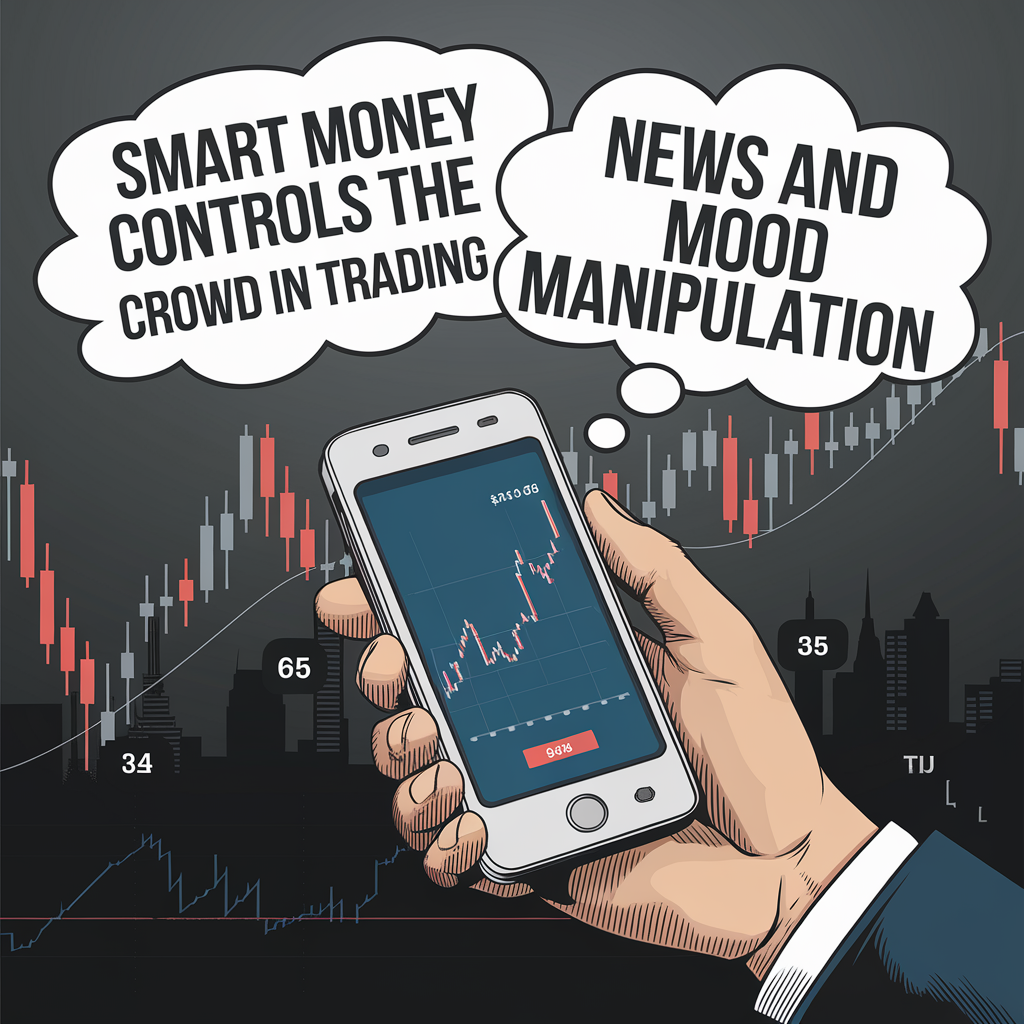 SMART MONEY
CONTROLS THE
CROWD IN TRADING
NEWS AND
MOOD
MANIPULATION
65
35
34